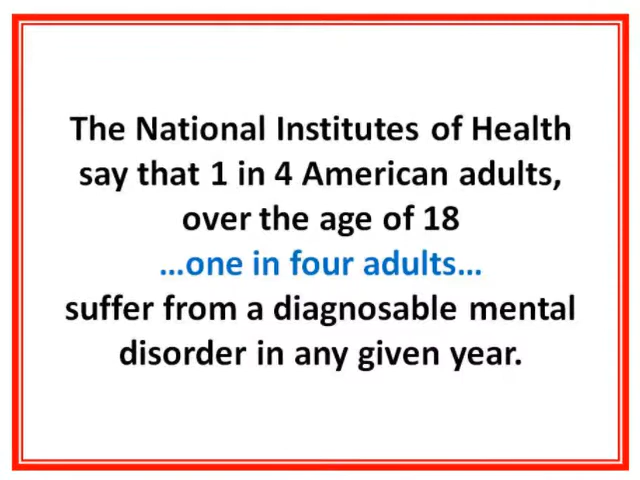 The National Institutes of Health
say that 1 in 4 American adults,
over the age of 18
...one in four adults...
suffer from a diagnosable mental
disorder in any given year.